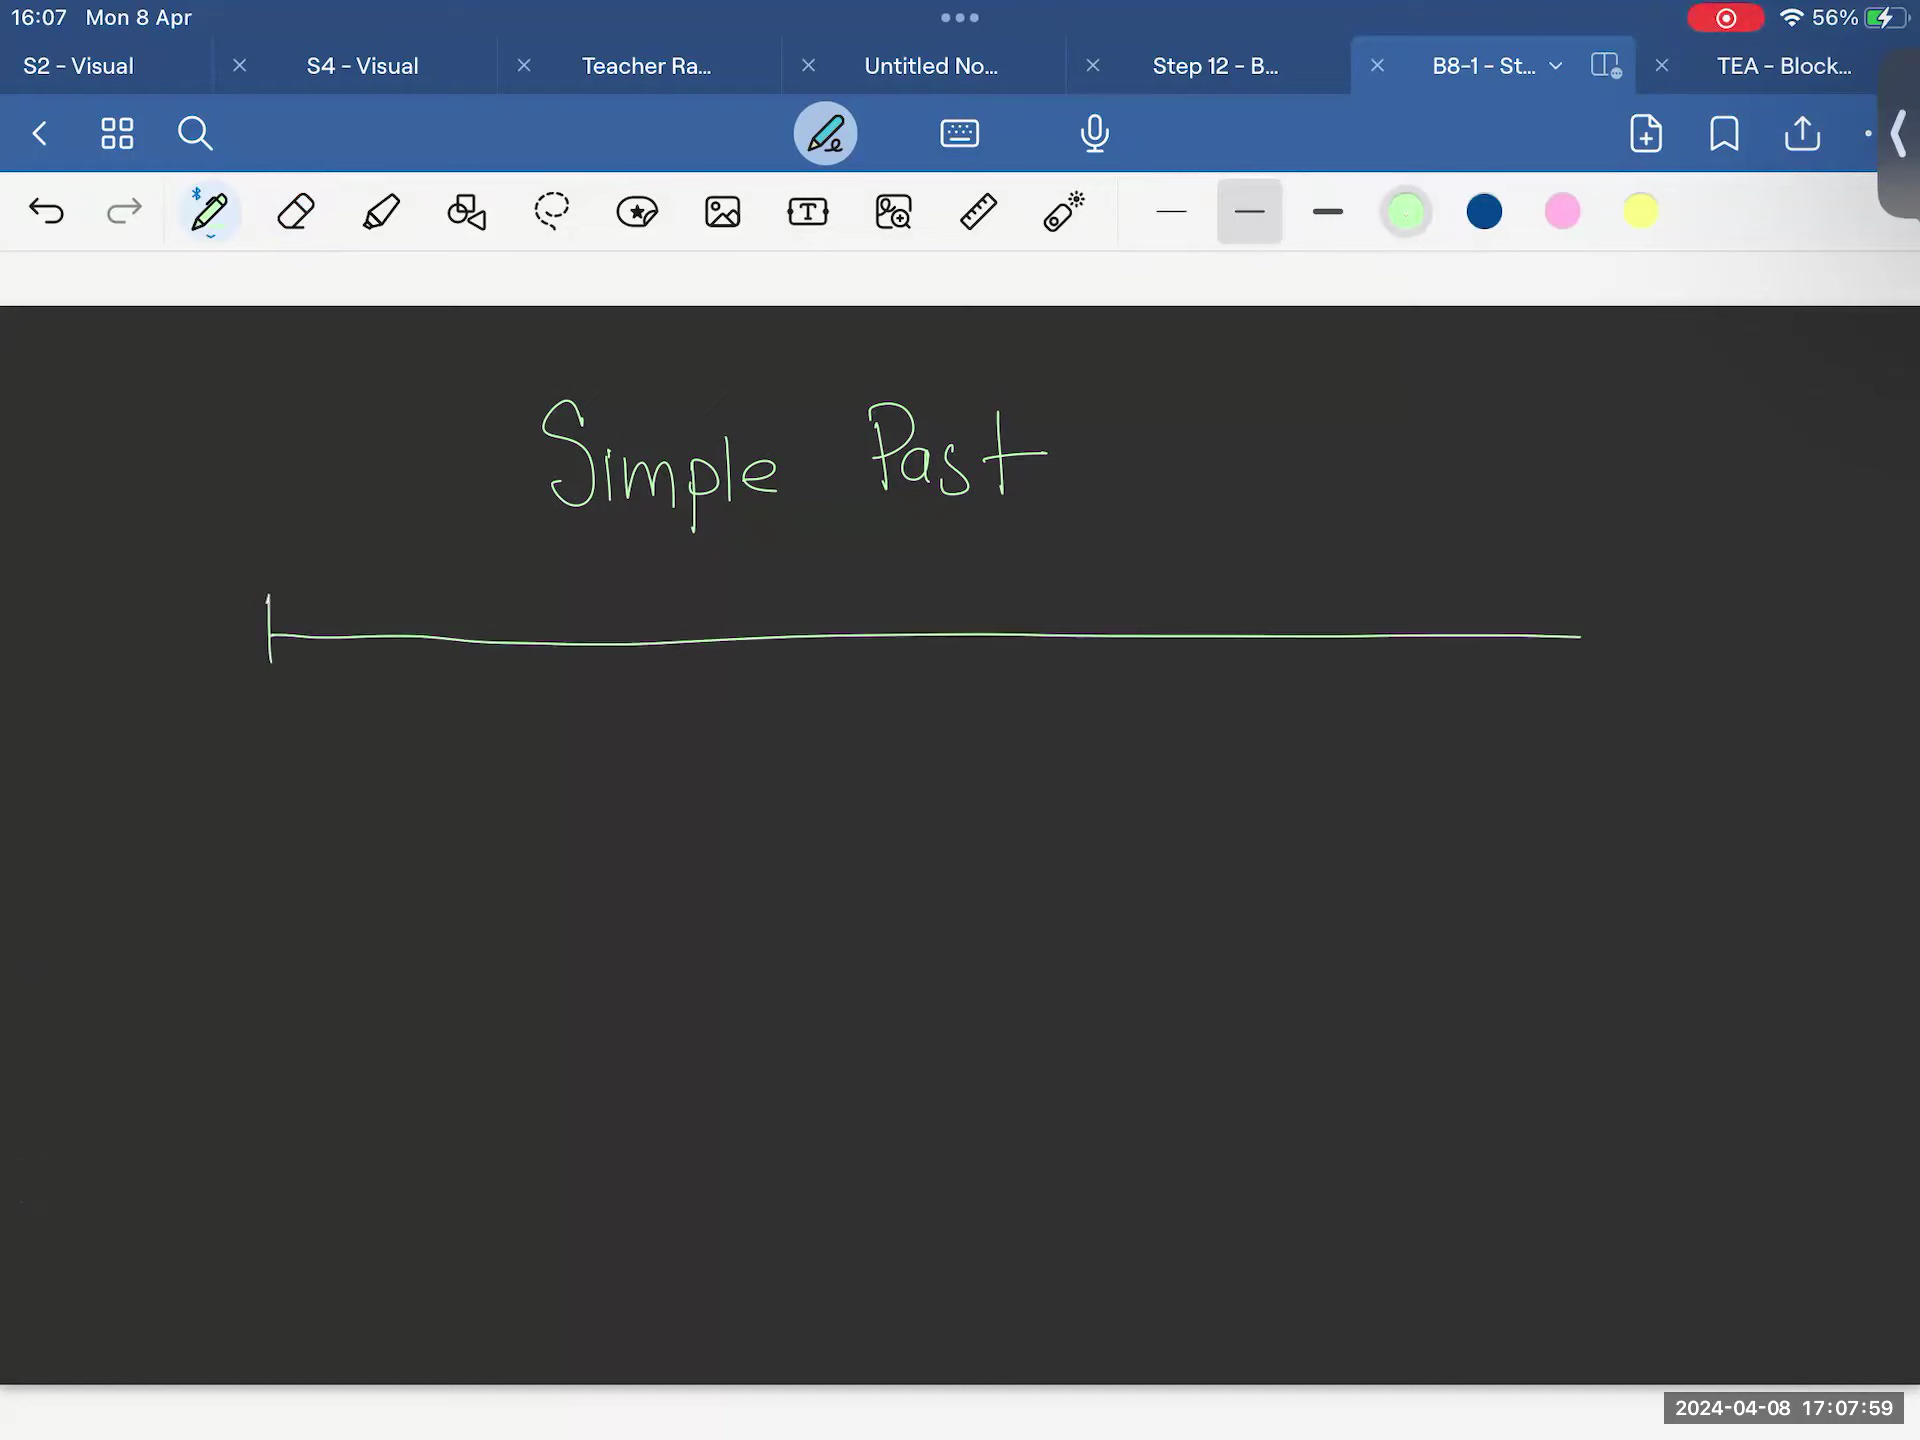 16:07 Mon 8 Apr
56%
S2 - Visual
S4 - Visual
Teacher Ra...
Untitled No...
Step 12 - B...
B8-1 - St...
TEA - Block...
Simple Past
2024-04-08 17:07:59